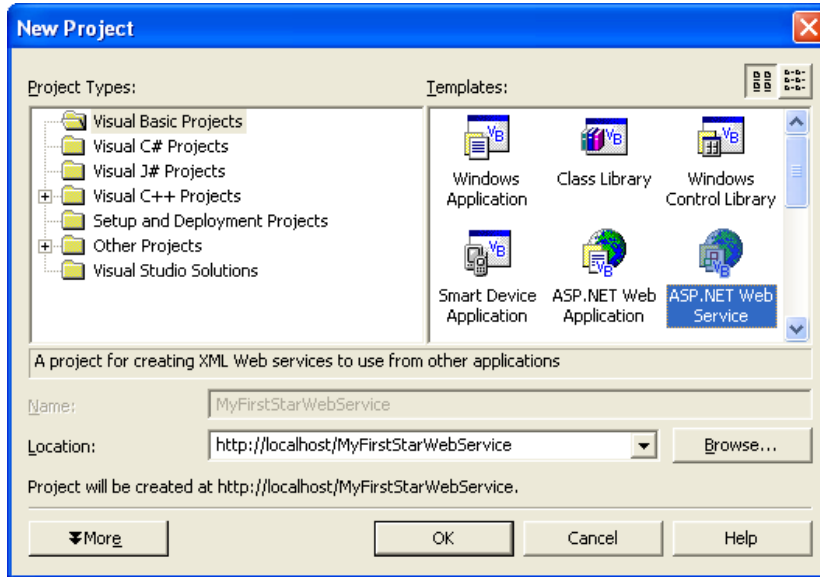 New Project
Project Types:
Templates:
Visual Basic Projects
Visual C# Projects
Visual J# Projects
Visual C++ Projects
Setup and Deployment Projects
Other Projects
Visual Studio Solutions
Windows
Application
Class Library
Windows
Control Library
Smart Device
Application
ASP.NET Web
Application
ASP.NET Web
Service
A project for creating XML Web services to use from other applications
Name:
MyFirstStarWebService
Location:
http://localhost/MyFirstStarWebService
Browse...
Project will be created at http://localhost/MyFirstStarWebService.
More
OK
Cancel
Help